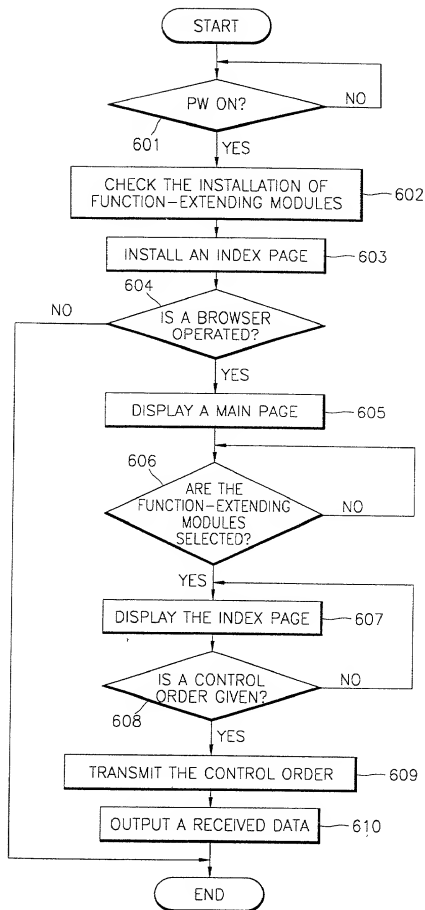 START
PW ON?
NO
601
YES
CHECK THE INSTALLATION OF
FUNCTION-EXTENDING MODULES
602
INSTALL AN INDEX PAGE
603
604
NO
IS A BROWSER
OPERATED?
YES
DISPLAY A MAIN PAGE
605
606
ARE THE
FUNCTION-EXTENDING
MODULES
SELECTED?
NO
YES
DISPLAY THE INDEX PAGE
607
IS A CONTROL
ORDER GIVEN?
NO
608
YES
TRANSMIT THE CONTROL ORDER
609
OUTPUT A RECEIVED DATA
610
END